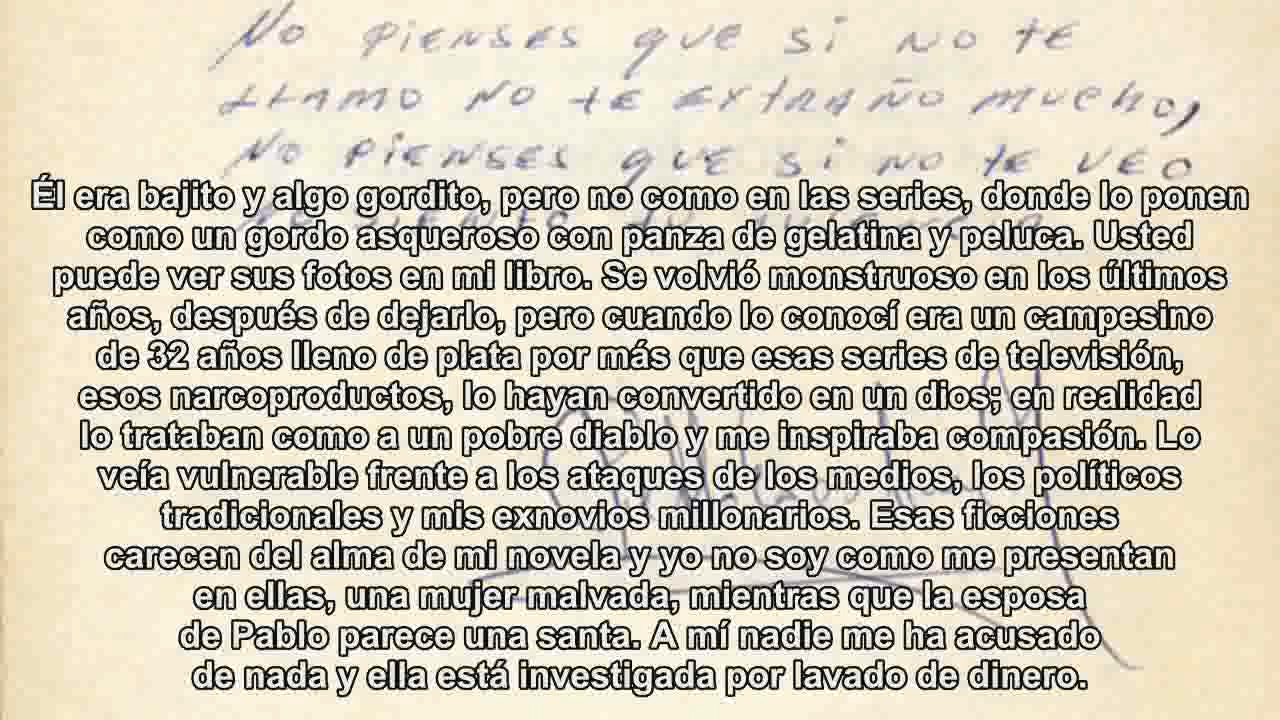 No PIENSES que si no te
LLAMO NO TE EXTRAÑO MUCHO,
No PIENSES que si no te VEO
Él era bajito y algo gordito, pero no como en las series, donde lo ponen
como un gordo asqueroso con panza de gelatina y peluca. Usted
puede ver sus fotos en mi libro. Se volvió monstruoso en los últimos
años, después de dejarlo, pero cuando lo conocí era un campesino
de 32 años lleno de plata por más que esas series de televisión,
esos narcoproductos, lo hayan convertido en un dios; en realidad
lo trataban como a un pobre diablo y me inspiraba compasión. Lo
veía vulnerable frente a los ataques de los medios, los políticos
tradicionales y mis exnovios millonarios. Esas ficciones
carecen del alma de mi novela y yo no soy como me presentan
en ellas, una mujer malvada, mientras que la esposa
de Pablo parece una santa. A mí nadie me ha acusado
de nada y ella está investigada por lavado de dinero.